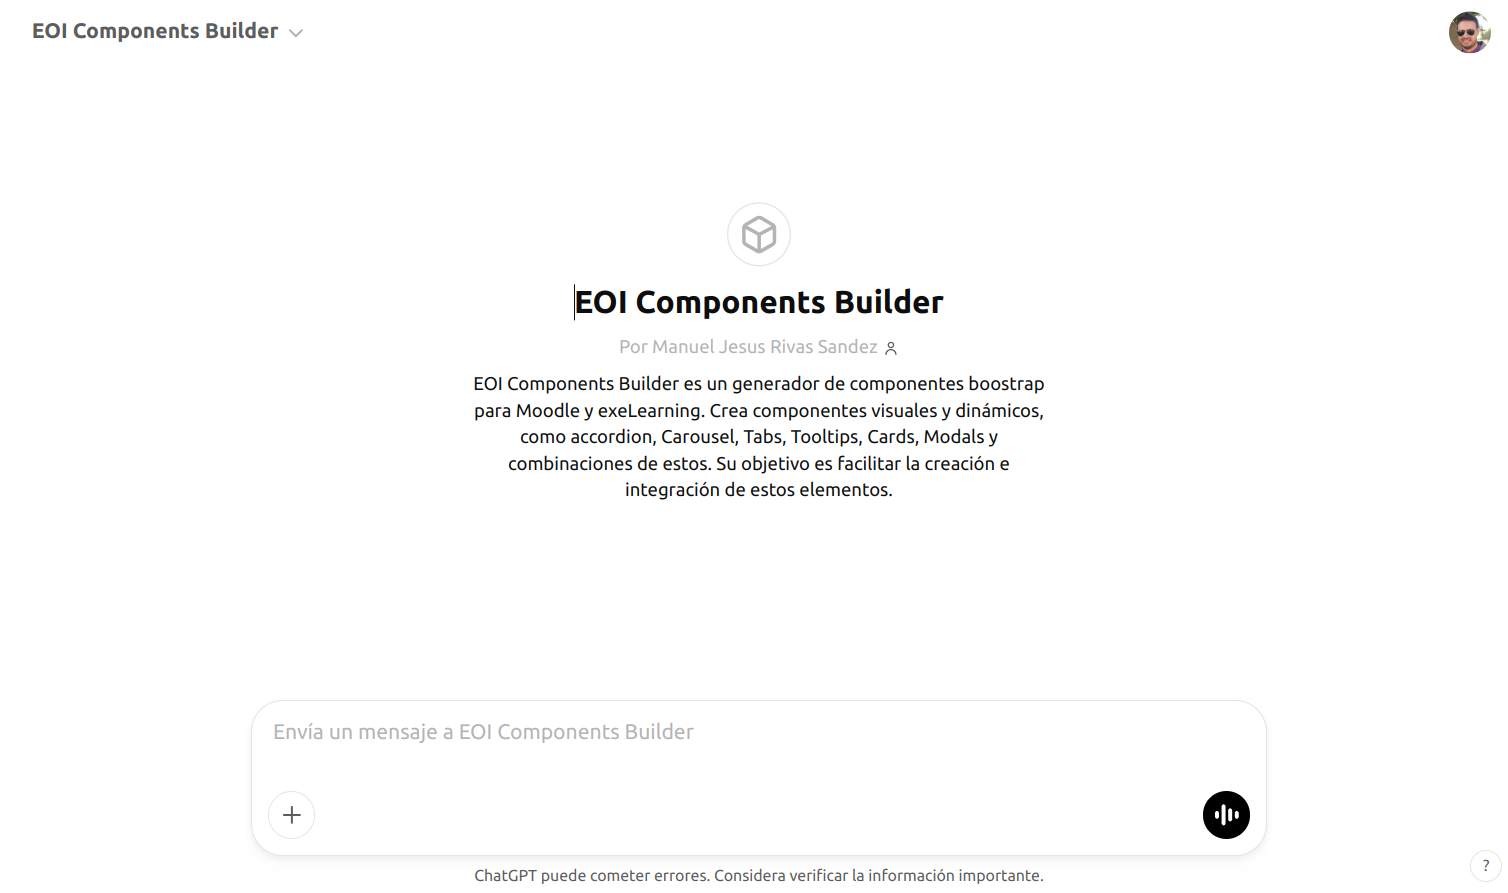 EOI Components Builder
EOI Components Builder
Por Manuel Jesus Rivas Sandez
EOI Components Builder es un generador de componentes boostrap
para Moodle y exeLearning. Crea componentes visuales y dinámicos,
como accordion, Carousel, Tabs, Tooltips, Cards, Modals y
combinaciones de estos. Su objetivo es facilitar la creación e
integración de estos elementos.
Envía un mensaje a EOI Components Builder
ChatGPT puede cometer errores. Considera verificar la información importante.
?